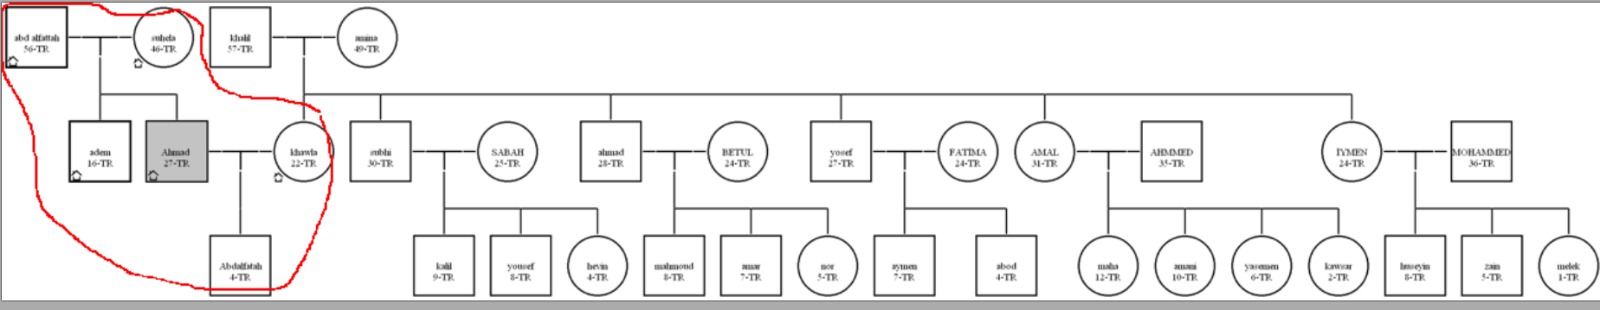 abd alfattah
56-TR
suhela
46-TR
khalil
57-TR
amina
49-TR
adem
16-TR
Ahmad
27-TR
khawla
22-TR
subhi
30-TR
SABAH
25-TR
ahmad
28-TR
BETUL
24-TR
yosef
27-TR
FATIMA
24-TR
AMAL
31-TR
AHMMED
35-TR
IYMEN
24-TR
MOHAMMED
36-TR
Abdalfatah
4-TR
kalil
9-TR
yousef
8-TR
hevin
4-TR
mahmoud
8-TR
amar
7-TR
nor
5-TR
aymen
7-TR
abod
4-TR
maha
12-TR
amani
10-TR
yasemen
6-TR
kawsar
2-TR
huseyin
8-TR
zain
5-TR
melek
1-TR